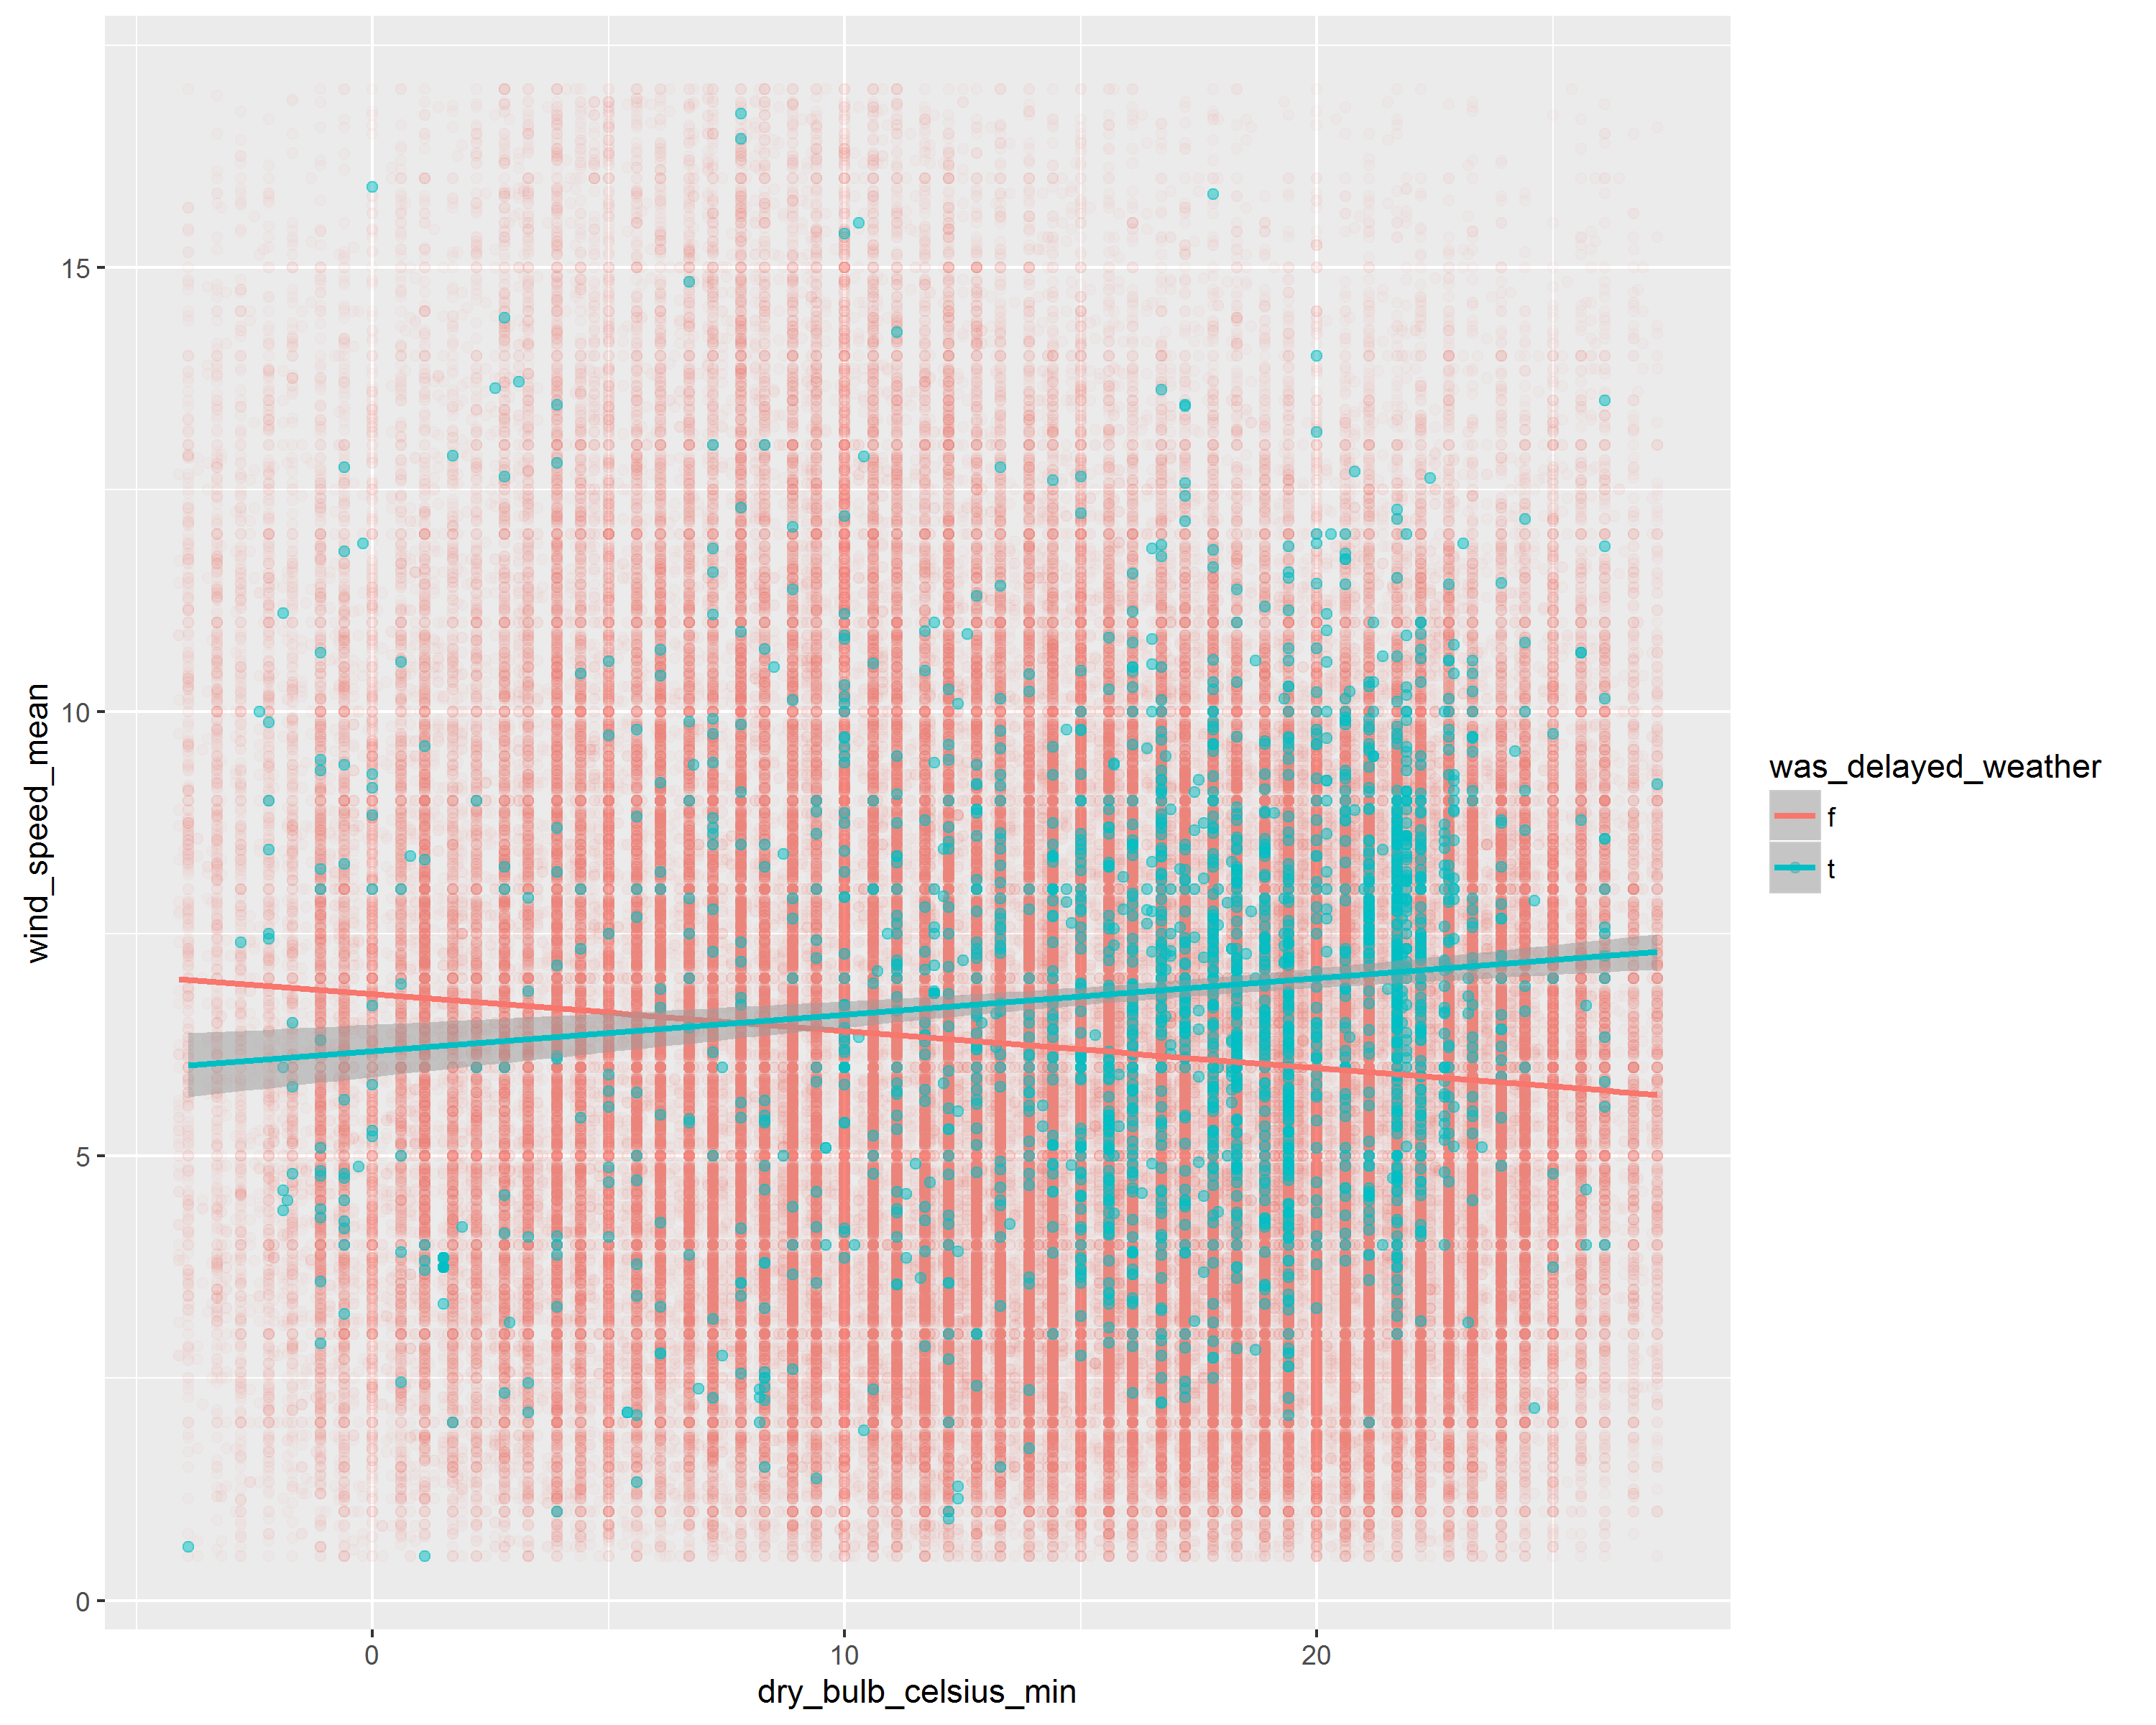 15
10
5
0
wind_speed_mean
0 10 20
dry_bulb_celsius_min
was_delayed_weather
f
t